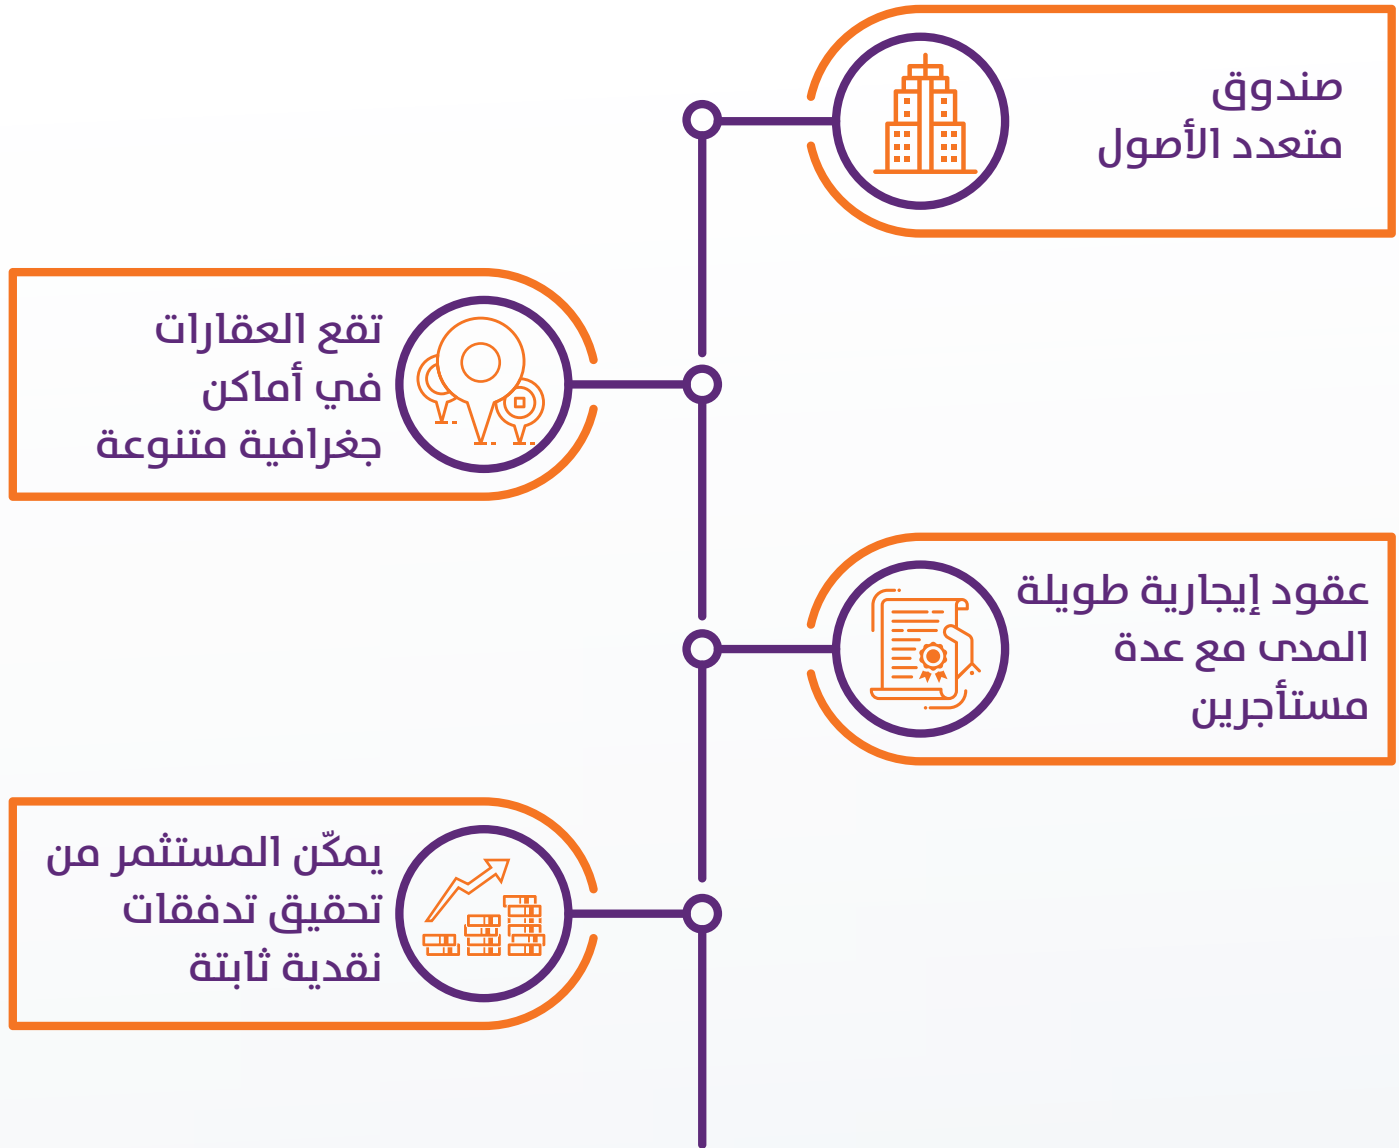 صندوق
متعدد الأصول
تقع العقارات
في أماكن
جغرافية متنوعة
عقود إيجارية طويلة
المدى مع عدة
مستأجرين
يمكّن المستثمر من
تحقيق تدفقات
نقدية ثابتة